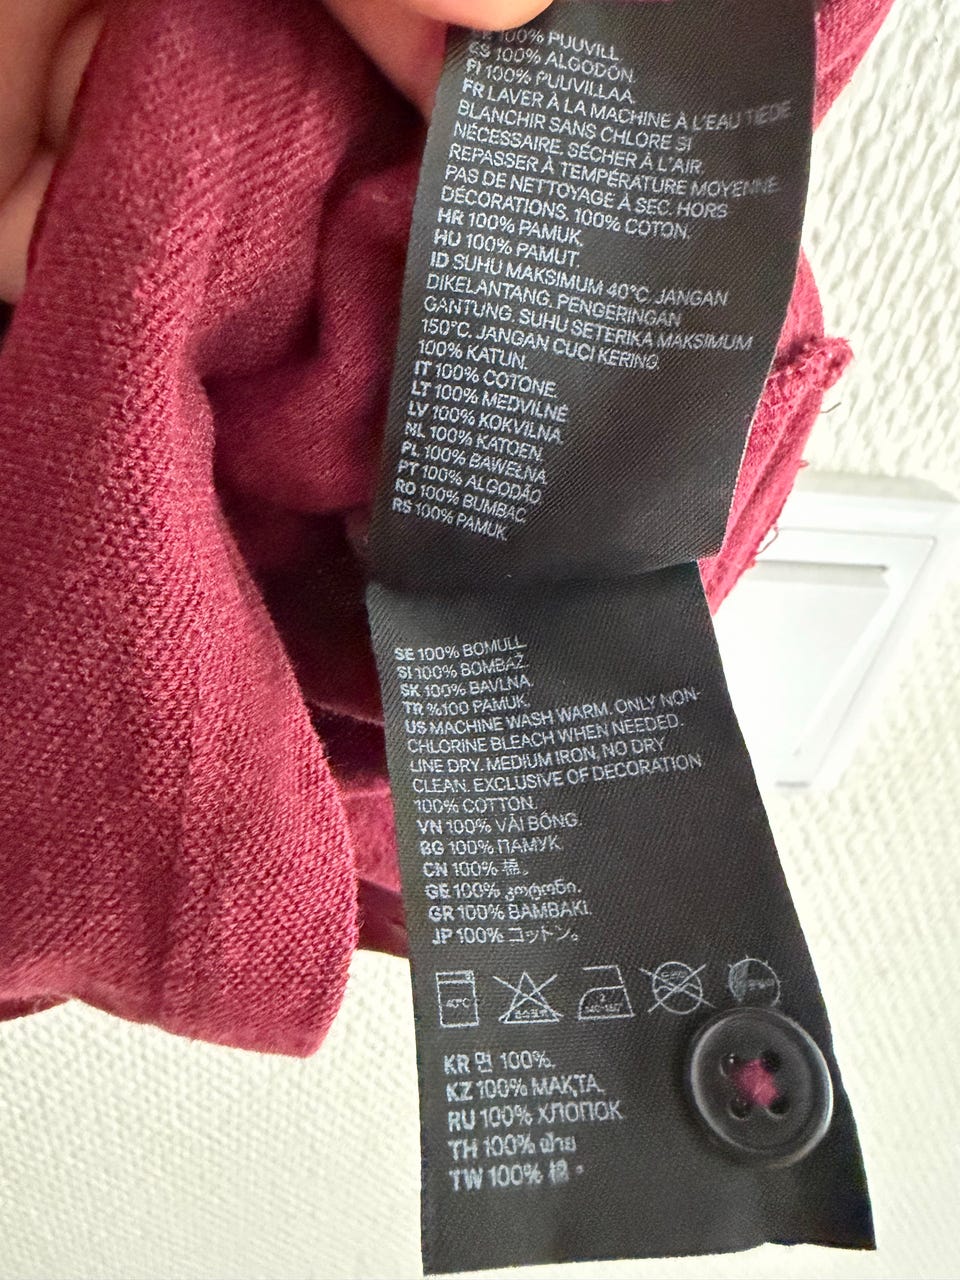 EE 100% PUUVILL.
ES 100% ALGODÓN.
FI 100% PUUVILLAA.
FR LAVER À LA MACHINE À L'EAU TIÈDE
BLANCHIR SANS CHLORE SI
NÉCESSAIRE. SÉCHER À L'AIR.
REPASSER À TEMPÉRATURE MOYENNE.
PAS DE NETTOYAGE À SEC. HORS
DÉCORATIONS. 100% COTON.
HR 100% PAMUK.
HU 100% PAMUT.
ID SUHU MAKSIMUM 40°C. JANGAN
DIKELANTANG. PENGERINGAN
GANTUNG. SUHU SETERIKA MAKSIMUM
150°C. JANGAN CUCI KERING.
100% KATUN.
IT 100% COTONE.
LT 100% MEDVILNĖ
LV 100% KOKVILNA.
NL 100% KATOEN.
PL 100% BAWEŁNA.
PT 100% ALGODÃO
RO 100% BUMBAC.
RS 100% PAMUK.
SE 100% BOMULL.
SI 100% BOMBAŽ.
SK 100% BAVLNA.
TR %100 PAMUK.
US MACHINE WASH WARM. ONLY NON-
CHLORINE BLEACH WHEN NEEDED.
LINE DRY. MEDIUM IRON. NO DRY
CLEAN. EXCLUSIVE OF DECORATION
100% COTTON.
VN 100% VẢI BÔNG.
BG 100% ПАМУК.
CN 100% 棉。
GE 100% კოტონი.
GR 100% ΒΑΜΒΑΚΙ.
JP 100% コットン。
40°C
KR 면 100%.
KZ 100% МАҚТА.
RU 100% ХЛОПОК.
TH 100% ฝ้าย
TW 100% 棉。